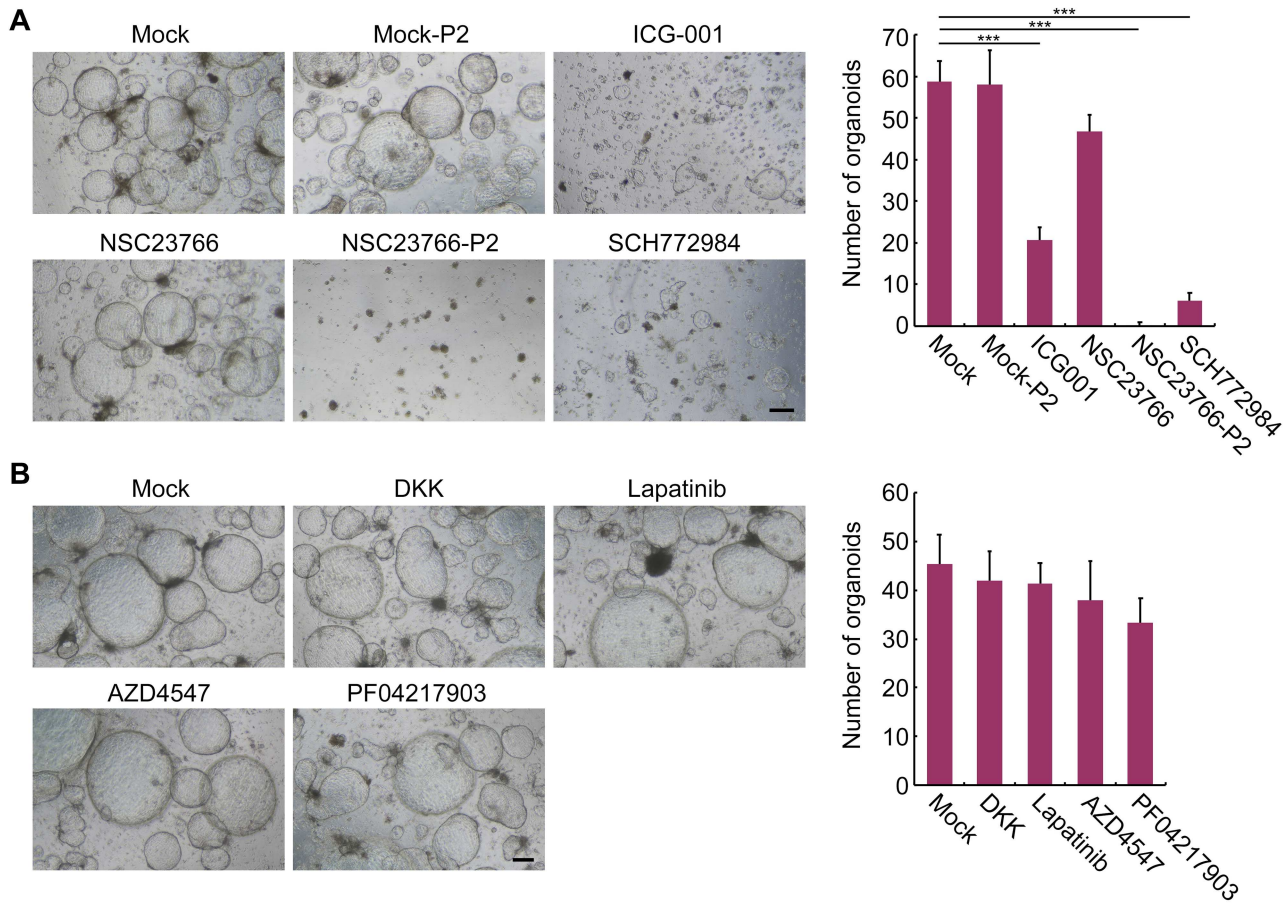 A
Mock
Mock-P2
ICG-001
NSC23766
NSC23766-P2
SCH772984
***
***
***
Number of organoids
70
60
50
40
30
20
10
0
Mock
Mock-P2
ICG001
NSC23766
NSC23766-P2
SCH772984
B
Mock
DKK
Lapatinib
AZD4547
PF04217903
Number of organoids
60
50
40
30
20
10
0
Mock
DKK
Lapatinib
AZD4547
PF04217903